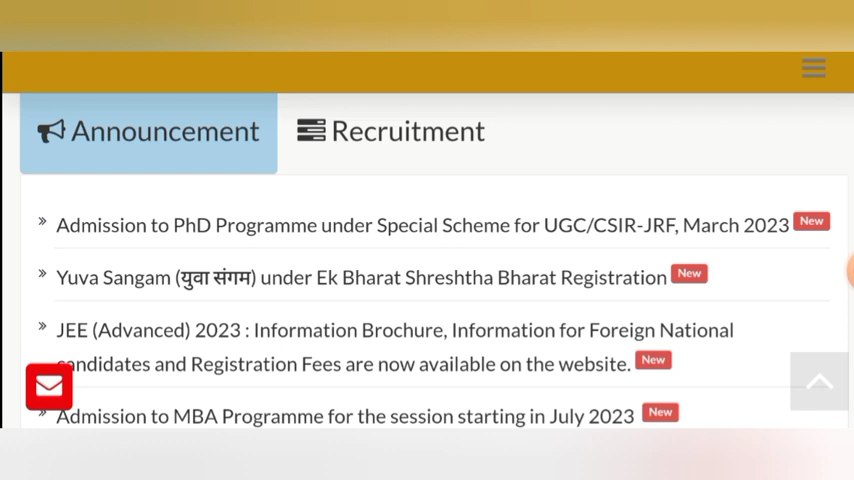 Announcement Recruitment
Admission to PhD Programme under Special Scheme for UGC/CSIR-JRF, March 2023 New
Yuva Sangam (युवा संगम) under Ek Bharat Shreshtha Bharat Registration New
JEE (Advanced) 2023 : Information Brochure, Information for Foreign National
candidates and Registration Fees are now available on the website. New
Admission to MBA Programme for the session starting in July 2023 New